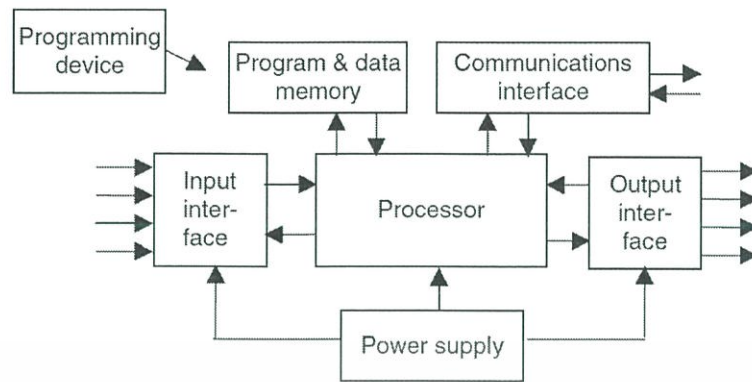 Programming
device
Program & data
memory
Communications
interface
Input
inter-
face
Processor
Output
inter-
face
Power supply